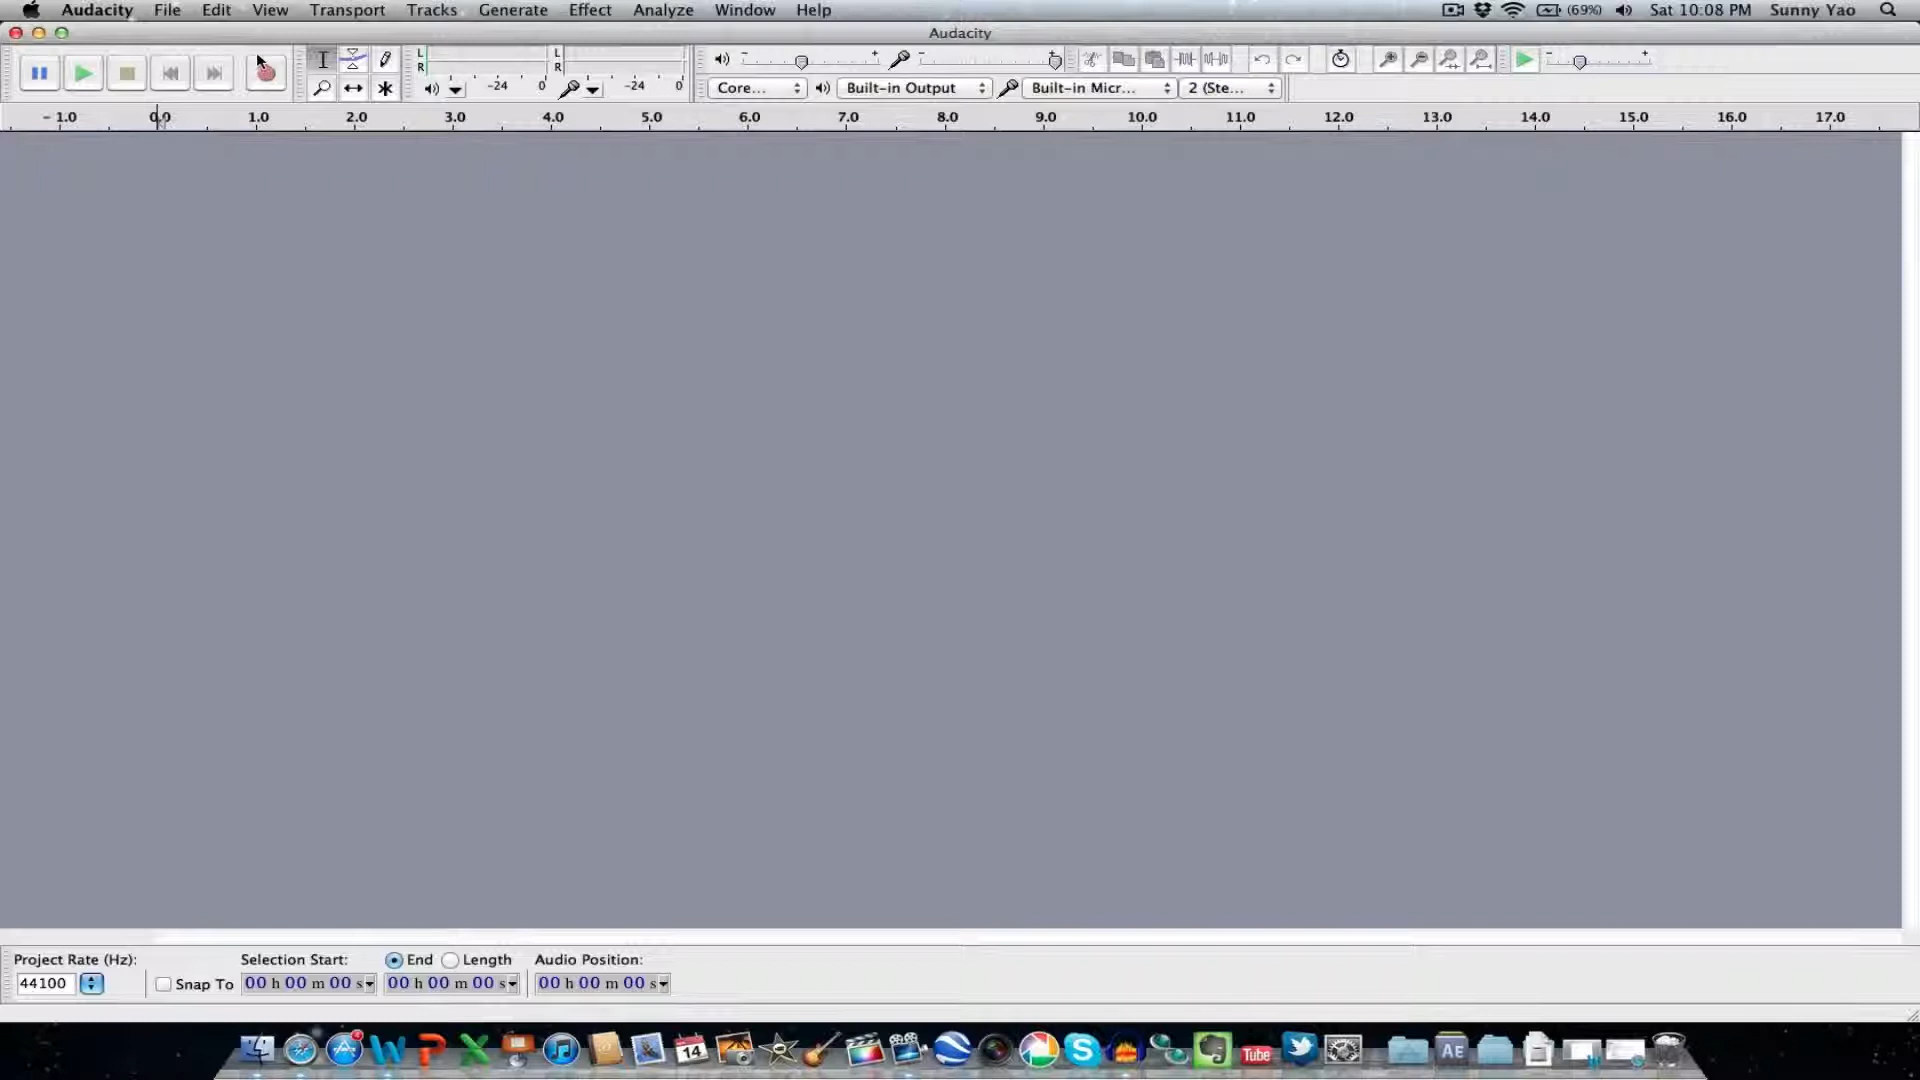 Audacity File Edit View Transport Tracks Generate Effect Analyze Window Help (69%) Sat 10:08 PM Sunny Yao
Audacity
L L
R R
-24 0 -24 0
Core... Built-in Output Built-in Micr... 2 (Ste...
- 1.0 0.0 1.0 2.0 3.0 4.0 5.0 6.0 7.0 8.0 9.0 10.0 11.0 12.0 13.0 14.0 15.0 16.0 17.0
Project Rate (Hz): Selection Start: End Length Audio Position:
44100 Snap To 00 h 00 m 00 s 00 h 00 m 00 s 00 h 00 m 00 s
14 Tube AE